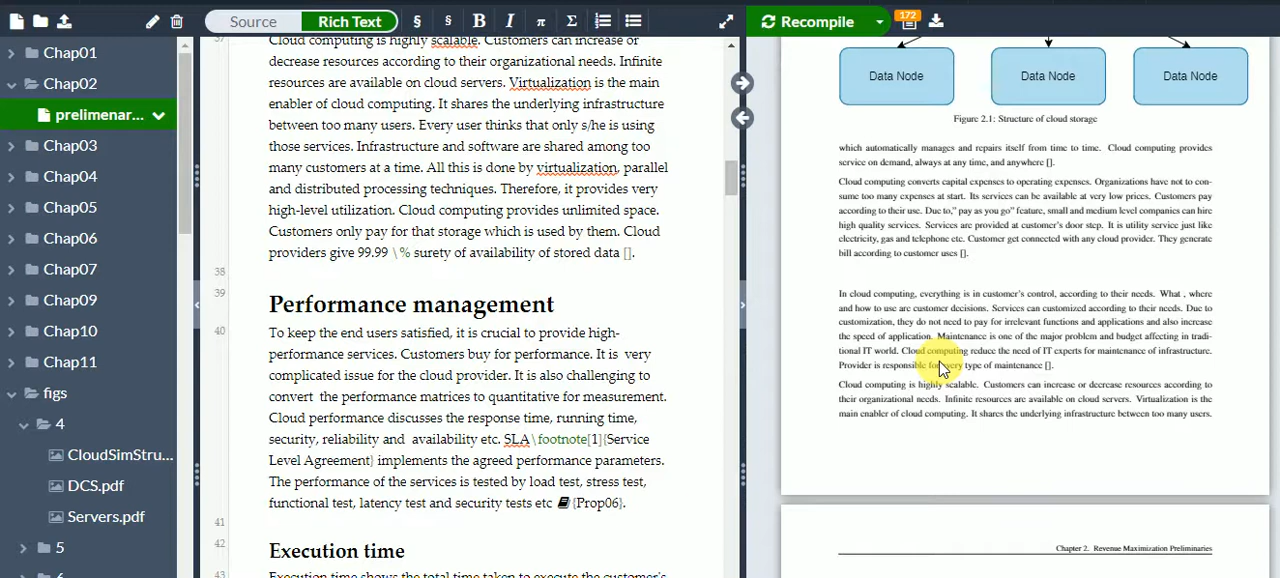 Source
Rich Text
§
§
B
I
π
Σ
Recompile
172
Chap01
Chap02
prelimenar...
Chap03
Chap04
Chap05
Chap06
Chap07
Chap09
Chap10
Chap11
figs
4
CloudSimStru...
DCS.pdf
Servers.pdf
5
37
Cloud computing is highly scalable. Customers can increase or
decrease resources according to their organizational needs. Infinite
resources are available on cloud servers. Virtualization is the main
enabler of cloud computing. It shares the underlying infrastructure
between too many users. Every user thinks that only s/he is using
those services. Infrastructure and software are shared among too
many customers at a time. All this is done by virtualization, parallel
and distributed processing techniques. Therefore, it provides very
high-level utilization. Cloud computing provides unlimited space.
Customers only pay for that storage which is used by them. Cloud
providers give 99.99 \% surety of availability of stored data [].
38
39
Performance management
40
To keep the end users satisfied, it is crucial to provide high-
performance services. Customers buy for performance. It is very
complicated issue for the cloud provider. It is also challenging to
convert the performance matrices to quantitative for measurement.
Cloud performance discusses the response time, running time,
security, reliability and availability etc. SLA\footnote[1]{Service
Level Agreement} implements the agreed performance parameters.
The performance of the services is tested by load test, stress test,
functional test, latency test and security tests etc {Prop06}.
41
42
Execution time
43
Execution time shows the total time taken to execute the customer's
Data Node
Data Node
Data Node
Figure 2.1: Structure of cloud storage
which automatically manages and repairs itself from time to time. Cloud computing provides
service on demand, always at any time, and anywhere [].
Cloud computing converts capital expenses to operating expenses. Organizations have not to con-
sume too many expenses at start. Its services can be available at very low prices. Customers pay
according to their use. Due to," pay as you go" feature, small and medium level companies can hire
high quality services. Services are provided at customer's door step. It is utility service just like
electricity, gas and telephone etc. Customer get connected with any cloud provider. They generate
bill according to customer uses [].
In cloud computing, everything is in customer's control, according to their needs. What , where
and how to use are customer decisions. Services can customized according to their needs. Due to
customization, they do not need to pay for irrelevant functions and applications and also increase
the speed of application. Maintenance is one of the major problem and budget affecting in tradi-
tional IT world. Cloud computing reduce the need of IT experts for maintenance of infrastructure.
Provider is responsible for every type of maintenance [].
Cloud computing is highly scalable. Customers can increase or decrease resources according to
their organizational needs. Infinite resources are available on cloud servers. Virtualization is the
main enabler of cloud computing. It shares the underlying infrastructure between too many users.
Chapter 2. Revenue Maximization Preliminaries